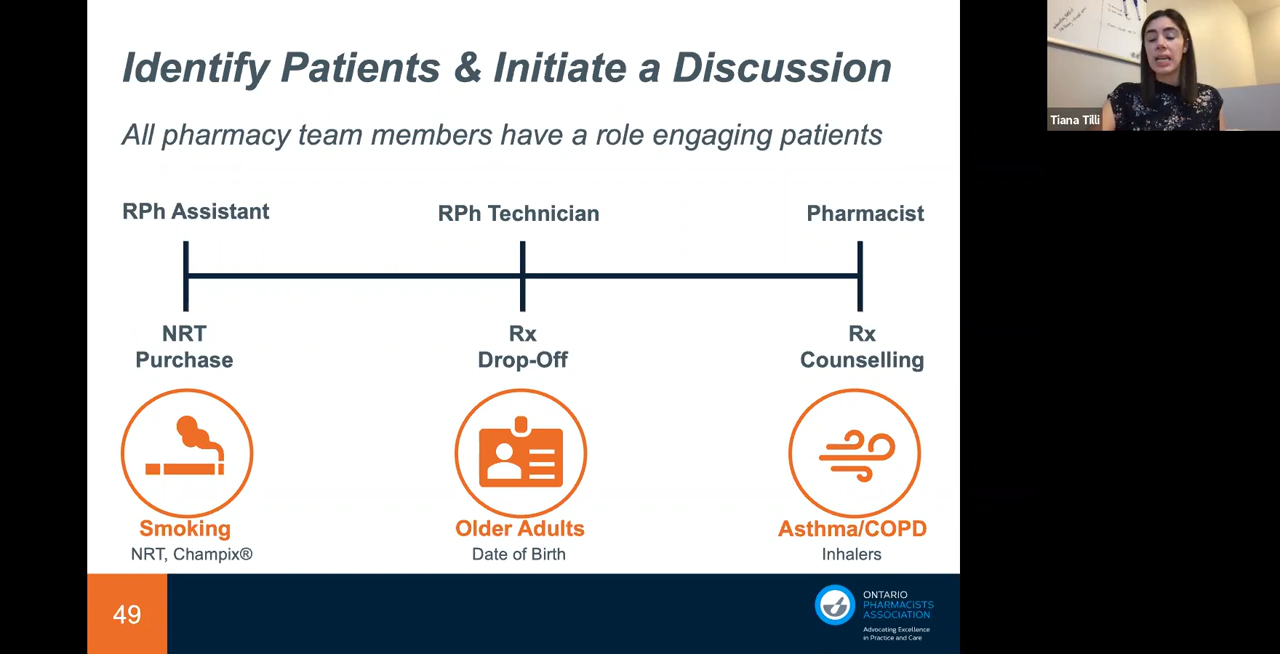 Identify Patients & Initiate a Discussion
All pharmacy team members have a role engaging patients
RPh Assistant
RPh Technician
Pharmacist
NRT
Purchase
Rx
Drop-Off
Rx
Counselling
Smoking
NRT, Champix®
Older Adults
Date of Birth
Asthma/COPD
Inhalers
49
ONTARIO
PHARMACISTS
ASSOCIATION
Advocating Excellence
in Practice and Care
Tiana Tilli